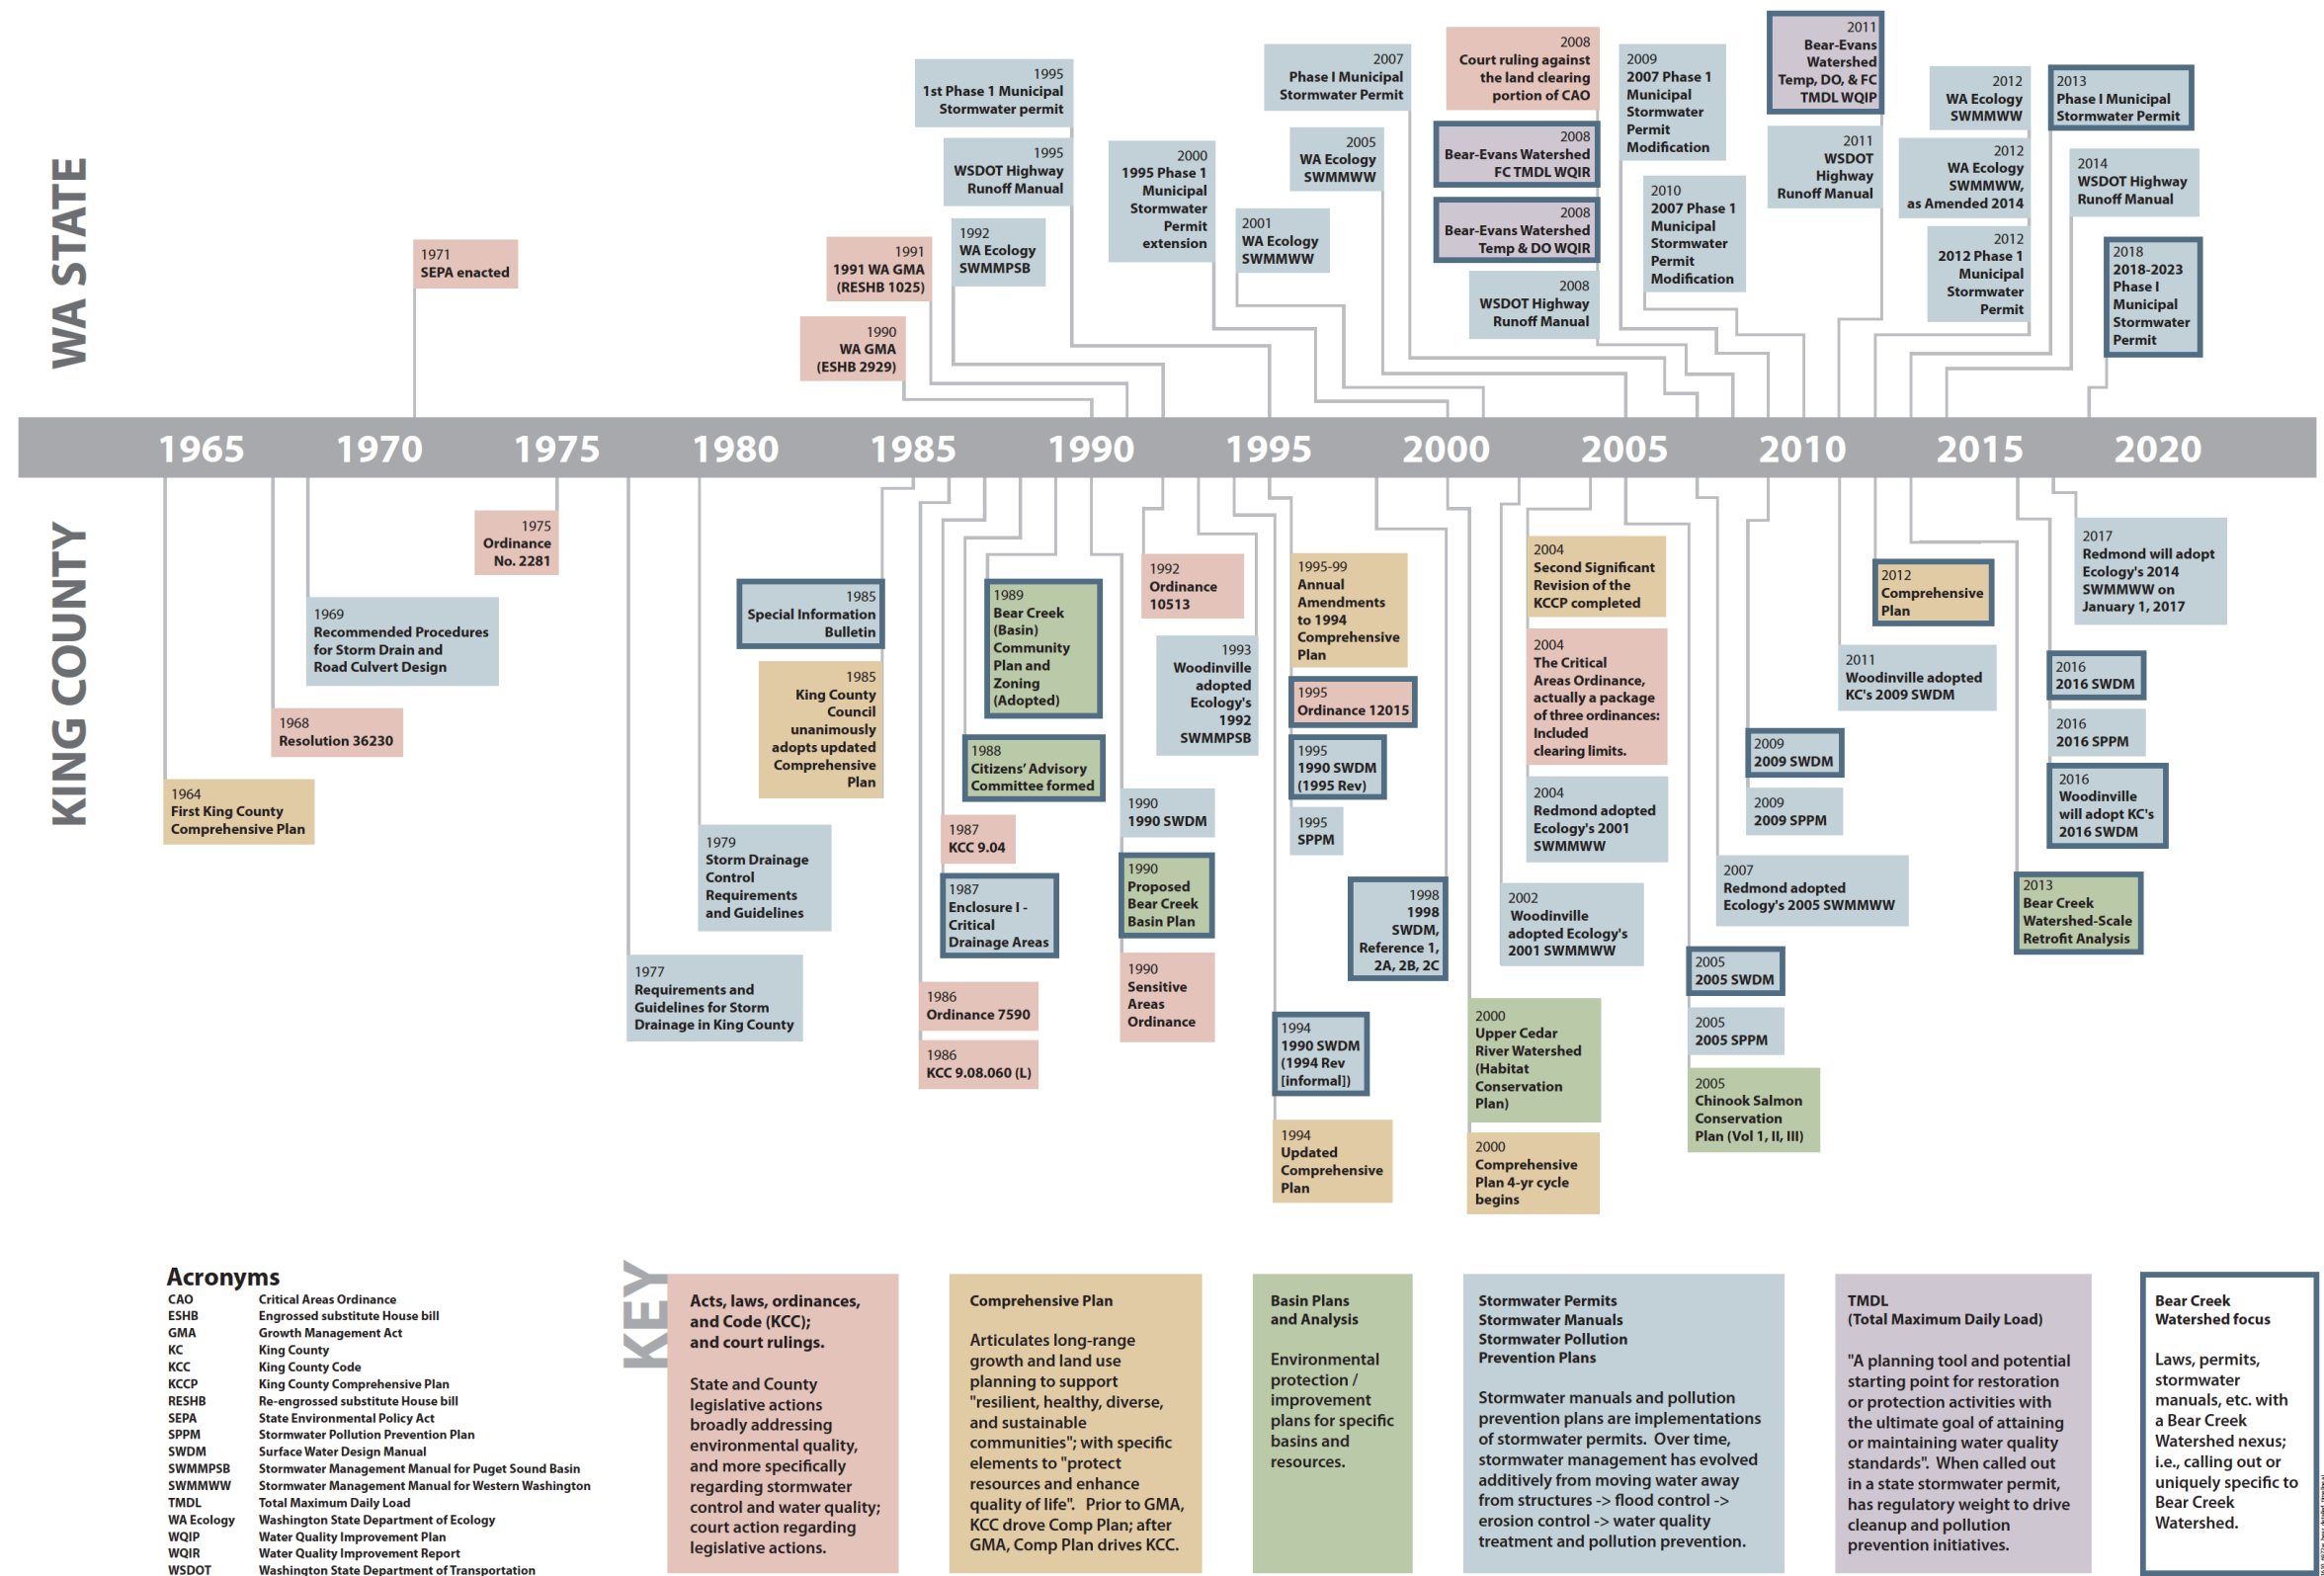 WA STATE
1971
SEPA enacted
1990
WA GMA
(ESHB 2929)
1991
1991 WA GMA
(RESHB 1025)
1992
WA Ecology
SWMMPSB
1995
1st Phase 1 Municipal
Stormwater permit
1995
WSDOT Highway
Runoff Manual
2000
1995 Phase 1
Municipal
Stormwater
Permit
extension
2001
WA Ecology
SWMMWW
2005
WA Ecology
SWMMWW
2007
Phase I Municipal
Stormwater Permit
2008
Court ruling against
the land clearing
portion of CAO
2008
Bear-Evans Watershed
FC TMDL WQIR
2008
Bear-Evans Watershed
Temp & DO WQIR
2008
WSDOT Highway
Runoff Manual
2009
2007 Phase 1
Municipal
Stormwater
Permit
Modification
2010
2007 Phase 1
Municipal
Stormwater
Permit
Modification
2011
Bear-Evans
Watershed
Temp, DO, & FC
TMDL WQIP
2011
WSDOT
Highway
Runoff Manual
2012
WA Ecology
SWMMWW
2012
WA Ecology
SWMMWW,
as Amended 2014
2012
2012 Phase 1
Municipal
Stormwater
Permit
2013
Phase I Municipal
Stormwater Permit
2014
WSDOT Highway
Runoff Manual
2018
2018-2023
Phase I
Municipal
Stormwater
Permit
1965 1970 1975 1980 1985 1990 1995 2000 2005 2010 2015 2020
KING COUNTY
1964
First King County
Comprehensive Plan
1968
Resolution 36230
1969
Recommended Procedures
for Storm Drain and
Road Culvert Design
1975
Ordinance
No. 2281
1977
Requirements and
Guidelines for Storm
Drainage in King County
1979
Storm Drainage
Control
Requirements
and Guidelines
1985
Special Information
Bulletin
1985
King County
Council
unanimously
adopts updated
Comprehensive
Plan
1986
Ordinance 7590
1986
KCC 9.08.060 (L)
1987
KCC 9.04
1987
Enclosure I -
Critical
Drainage Areas
1988
Citizens’ Advisory
Committee formed
1989
Bear Creek
(Basin)
Community
Plan and
Zoning
(Adopted)
1990
1990 SWDM
1990
Proposed
Bear Creek
Basin Plan
1990
Sensitive
Areas
Ordinance
1992
Ordinance
10513
1993
Woodinville
adopted
Ecology's
1992
SWMMPSB
1994
1990 SWDM
(1994 Rev
[informal])
1994
Updated
Comprehensive
Plan
1995-99
Annual
Amendments
to 1994
Comprehensive
Plan
1995
Ordinance 12015
1995
1990 SWDM
(1995 Rev)
1995
SPPM
1998
1998
SWDM,
Reference 1,
2A, 2B, 2C
2000
Upper Cedar
River Watershed
(Habitat
Conservation
Plan)
2000
Comprehensive
Plan 4-yr cycle
begins
2002
Woodinville
adopted Ecology's
2001 SWMMWW
2004
Second Significant
Revision of the
KCCP completed
2004
The Critical
Areas Ordinance,
actually a package
of three ordinances:
Included
clearing limits.
2004
Redmond adopted
Ecology's 2001
SWMMWW
2005
2005 SWDM
2005
2005 SPPM
2005
Chinook Salmon
Conservation
Plan (Vol 1, II, III)
2007
Redmond adopted
Ecology's 2005 SWMMWW
2009
2009 SWDM
2009
2009 SPPM
2011
Woodinville adopted
KC's 2009 SWDM
2012
Comprehensive
Plan
2013
Bear Creek
Watershed-Scale
Retrofit Analysis
2016
2016 SWDM
2016
2016 SPPM
2016
Woodinville
will adopt KC's
2016 SWDM
2017
Redmond will adopt
Ecology's 2014
SWMMWW on
January 1, 2017
Acronyms
CAO Critical Areas Ordinance
ESHB Engrossed substitute House bill
GMA Growth Management Act
KC King County
KCC King County Code
KCCP King County Comprehensive Plan
RESHB Re-engrossed substitute House bill
SEPA State Environmental Policy Act
SPPM Stormwater Pollution Prevention Plan
SWDM Surface Water Design Manual
SWMMPSB Stormwater Management Manual for Puget Sound Basin
SWMMWW Stormwater Management Manual for Western Washington
TMDL Total Maximum Daily Load
WA Ecology Washington State Department of Ecology
WQIP Water Quality Improvement Plan
WQIR Water Quality Improvement Report
WSDOT Washington State Department of Transportation
KEY
Acts, laws, ordinances,
and Code (KCC);
and court rulings.
State and County
legislative actions
broadly addressing
environmental quality,
and more specifically
regarding stormwater
control and water quality;
court action regarding
legislative actions.
Comprehensive Plan
Articulates long-range
growth and land use
planning to support
"resilient, healthy, diverse,
and sustainable
communities"; with specific
elements to "protect
resources and enhance
quality of life". Prior to GMA,
KCC drove Comp Plan; after
GMA, Comp Plan drives KCC.
Basin Plans
and Analysis
Environmental
protection /
improvement
plans for specific
basins and
resources.
Stormwater Permits
Stormwater Manuals
Stormwater Pollution
Prevention Plans
Stormwater manuals and pollution
prevention plans are implementations
of stormwater permits. Over time,
stormwater management has evolved
additively from moving water away
from structures -> flood control ->
erosion control -> water quality
treatment and pollution prevention.
TMDL
(Total Maximum Daily Load)
"A planning tool and potential
starting point for restoration
or protection activities with
the ultimate goal of attaining
or maintaining water quality
standards". When called out
in a state stormwater permit,
has regulatory weight to drive
cleanup and pollution
prevention initiatives.
Bear Creek
Watershed focus
Laws, permits,
stormwater
manuals, etc. with
a Bear Creek
Watershed nexus;
i.e., calling out or
uniquely specific to
Bear Creek
Watershed.